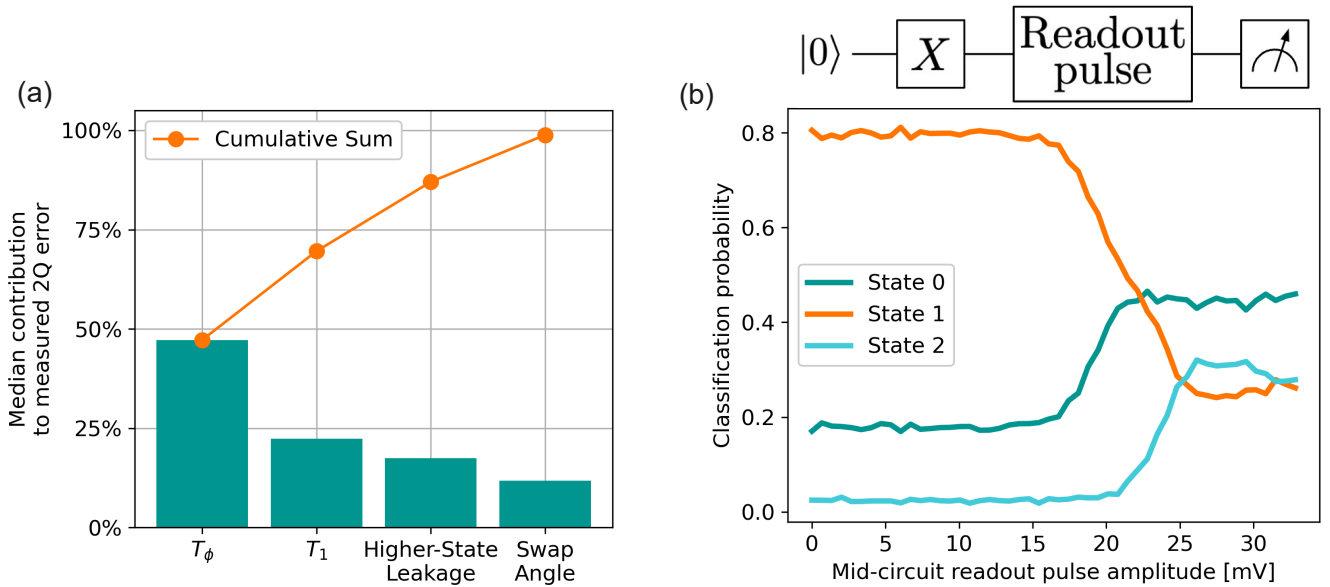 (a)
Median contribution
to measured 2Q error
100%
75%
50%
25%
0%
Cumulative Sum
T_ϕ
T_1
Higher-State
Leakage
Swap
Angle
(b)
|0⟩ X Readout
pulse
Classification probability
0.8
0.6
0.4
0.2
0.0
State 0
State 1
State 2
0 5 10 15 20 25 30
Mid-circuit readout pulse amplitude [mV]